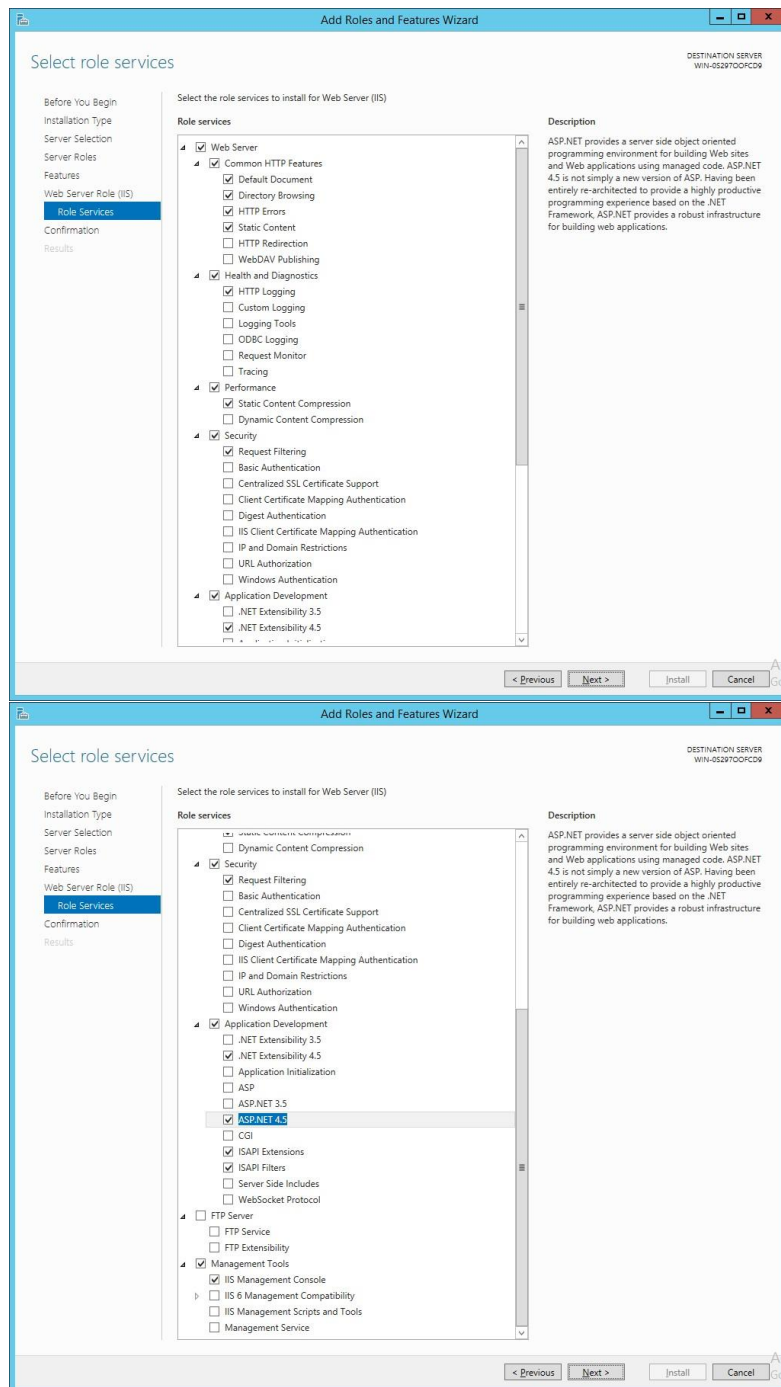 Add Roles and Features Wizard
Select role services
DESTINATION SERVER
WIN-0S297OOFCD9
Before You Begin
Installation Type
Server Selection
Server Roles
Features
Web Server Role (IIS)
Role Services
Confirmation
Results
Select the role services to install for Web Server (IIS)
Role services
Web Server
Common HTTP Features
Default Document
Directory Browsing
HTTP Errors
Static Content
HTTP Redirection
WebDAV Publishing
Health and Diagnostics
HTTP Logging
Custom Logging
Logging Tools
ODBC Logging
Request Monitor
Tracing
Performance
Static Content Compression
Dynamic Content Compression
Security
Request Filtering
Basic Authentication
Centralized SSL Certificate Support
Client Certificate Mapping Authentication
Digest Authentication
IIS Client Certificate Mapping Authentication
IP and Domain Restrictions
URL Authorization
Windows Authentication
Application Development
.NET Extensibility 3.5
.NET Extensibility 4.5
Description
ASP.NET provides a server side object oriented
programming environment for building Web sites
and Web applications using managed code. ASP.NET
4.5 is not simply a new version of ASP. Having been
entirely re-architected to provide a highly productive
programming experience based on the .NET
Framework, ASP.NET provides a robust infrastructure
for building web applications.
< Previous
Next >
Install
Cancel
Add Roles and Features Wizard
Select role services
DESTINATION SERVER
WIN-0S297OOFCD9
Before You Begin
Installation Type
Server Selection
Server Roles
Features
Web Server Role (IIS)
Role Services
Confirmation
Results
Select the role services to install for Web Server (IIS)
Role services
Static Content Compression
Dynamic Content Compression
Security
Request Filtering
Basic Authentication
Centralized SSL Certificate Support
Client Certificate Mapping Authentication
Digest Authentication
IIS Client Certificate Mapping Authentication
IP and Domain Restrictions
URL Authorization
Windows Authentication
Application Development
.NET Extensibility 3.5
.NET Extensibility 4.5
Application Initialization
ASP
ASP.NET 3.5
ASP.NET 4.5
CGI
ISAPI Extensions
ISAPI Filters
Server Side Includes
WebSocket Protocol
FTP Server
FTP Service
FTP Extensibility
Management Tools
IIS Management Console
IIS 6 Management Compatibility
IIS Management Scripts and Tools
Management Service
Description
ASP.NET provides a server side object oriented
programming environment for building Web sites
and Web applications using managed code. ASP.NET
4.5 is not simply a new version of ASP. Having been
entirely re-architected to provide a highly productive
programming experience based on the .NET
Framework, ASP.NET provides a robust infrastructure
for building web applications.
< Previous
Next >
Install
Cancel